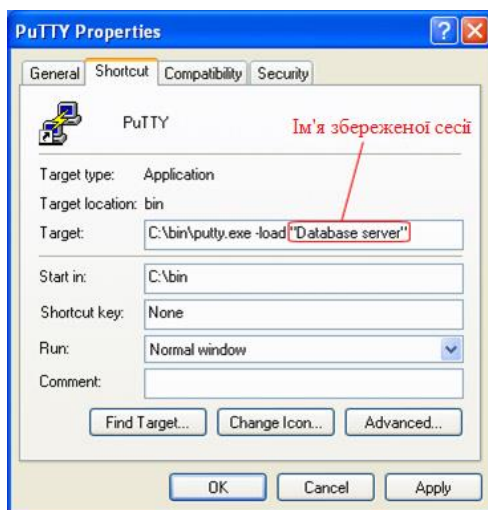 PuTTY Properties
General Shortcut Compatibility Security
PuTTY
Ім'я збереженої сесії
Target type: Application
Target location: bin
Target: C:\bin\putty.exe -load "Database server"
Start in: C:\bin
Shortcut key: None
Run: Normal window
Comment:
Find Target... Change Icon... Advanced...
OK Cancel Apply